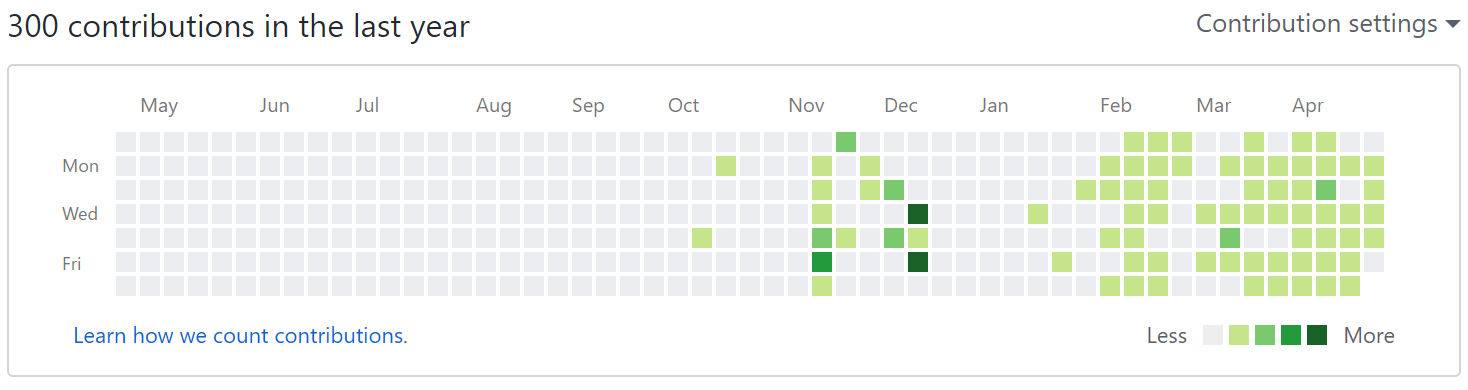 300 contributions in the last year
Contribution settings
May Jun Jul Aug Sep Oct Nov Dec Jan Feb Mar Apr
Mon
Wed
Fri
Learn how we count contributions.
Less More